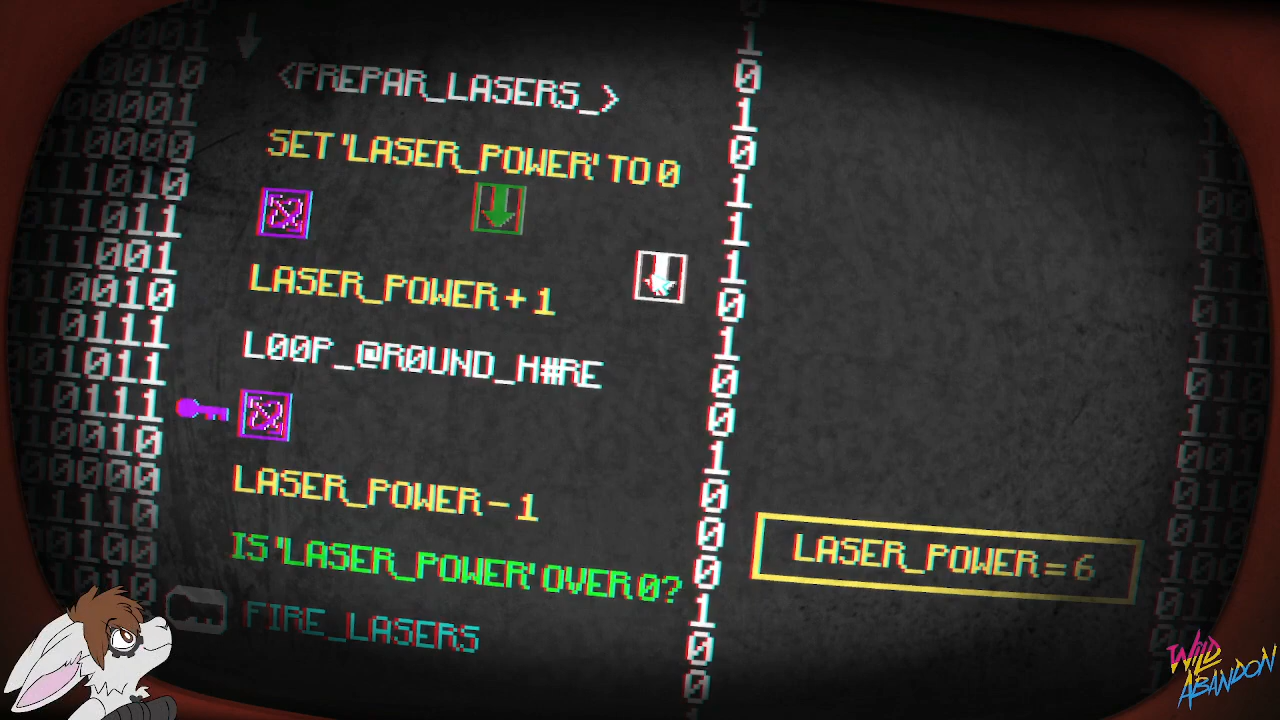 <PREPAR_LASERS_>
SET 'LASER_POWER' TO 0
LASER_POWER + 1
L00P_@R0UND_H#RE
LASER_POWER - 1
IS 'LASER_POWER' OVER 0?
FIRE_LASERS
LASER_POWER = 6
WILD
ABANDON